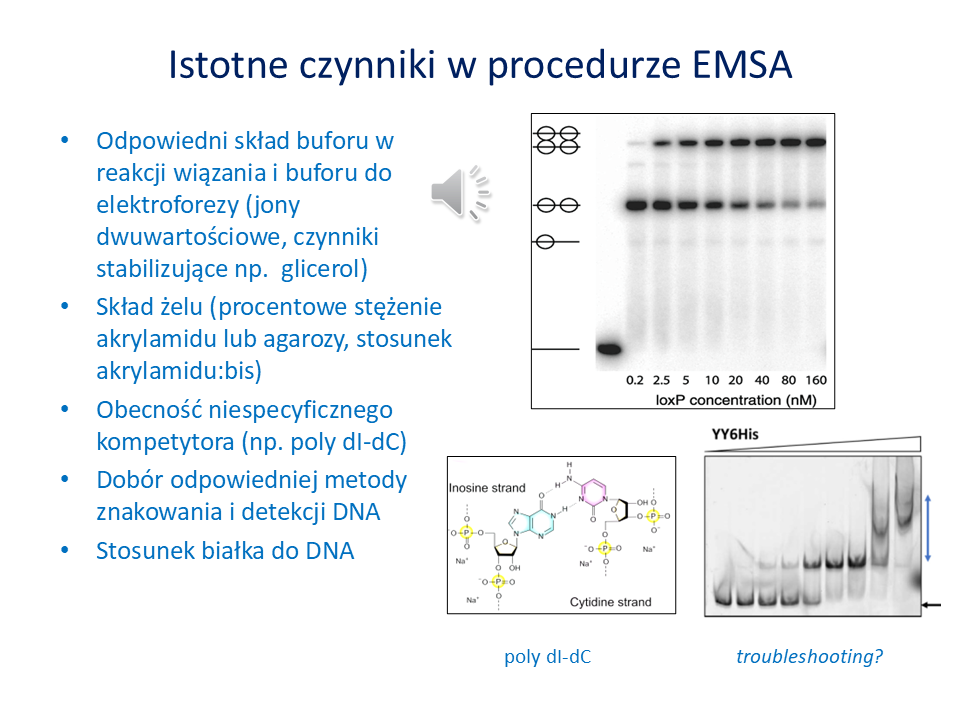 Istotne czynniki w procedurze EMSA
• Odpowiedni skład buforu w
reakcji wiązania i buforu do
elektroforezy (jony
dwuwartościowe, czynniki
stabilizujące np. glicerol)
• Skład żelu (procentowe stężenie
akrylamidu lub agarozy, stosunek
akrylamidu:bis)
• Obecność niespecyficznego
kompetytora (np. poly dI-dC)
• Dobór odpowiedniej metody
znakowania i detekcji DNA
• Stosunek białka do DNA
0.2 2.5 5 10 20 40 80 160
loxP concentration (nM)
YY6His
Inosine strand
H
N
H
O
N
H
N
N
N
N
O
N
O
OH
O
P
O
O⁻
Na⁺
Na⁺
Na⁺
Na⁺
Cytidine strand
poly dI-dC
troubleshooting?